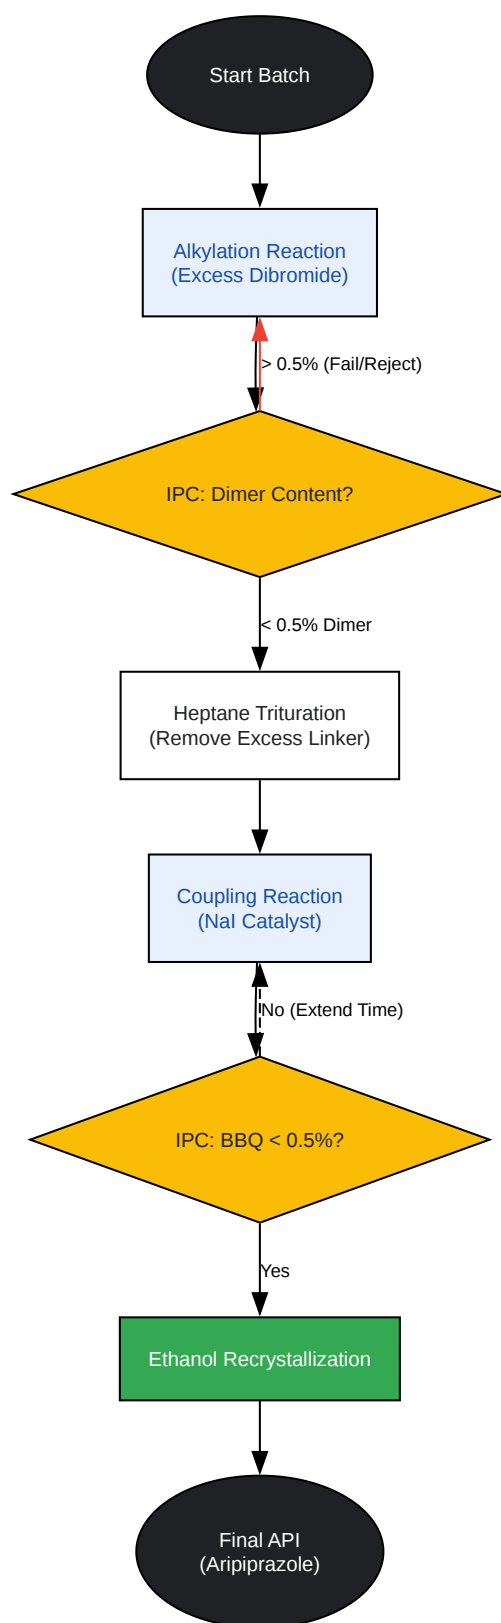 Start Batch
Alkylation Reaction
(Excess Dibromide)
> 0.5% (Fail/Reject)
IPC: Dimer Content?
< 0.5% Dimer
Heptane Trituration
(Remove Excess Linker)
Coupling Reaction
(NaI Catalyst)
No (Extend Time)
IPC: BBQ < 0.5%?
Yes
Ethanol Recrystallization
Final API
(Aripiprazole)